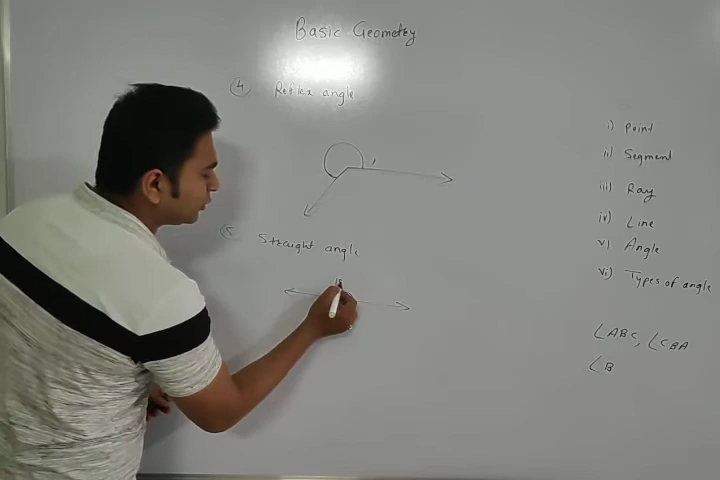 Basic Geometry
4 Reflex angle
5 Straight angle
18
i) Point
ii) Segment
iii) Ray
iv) Line
v) Angle
vi) Types of angle
∠ABC, ∠CBA
∠B